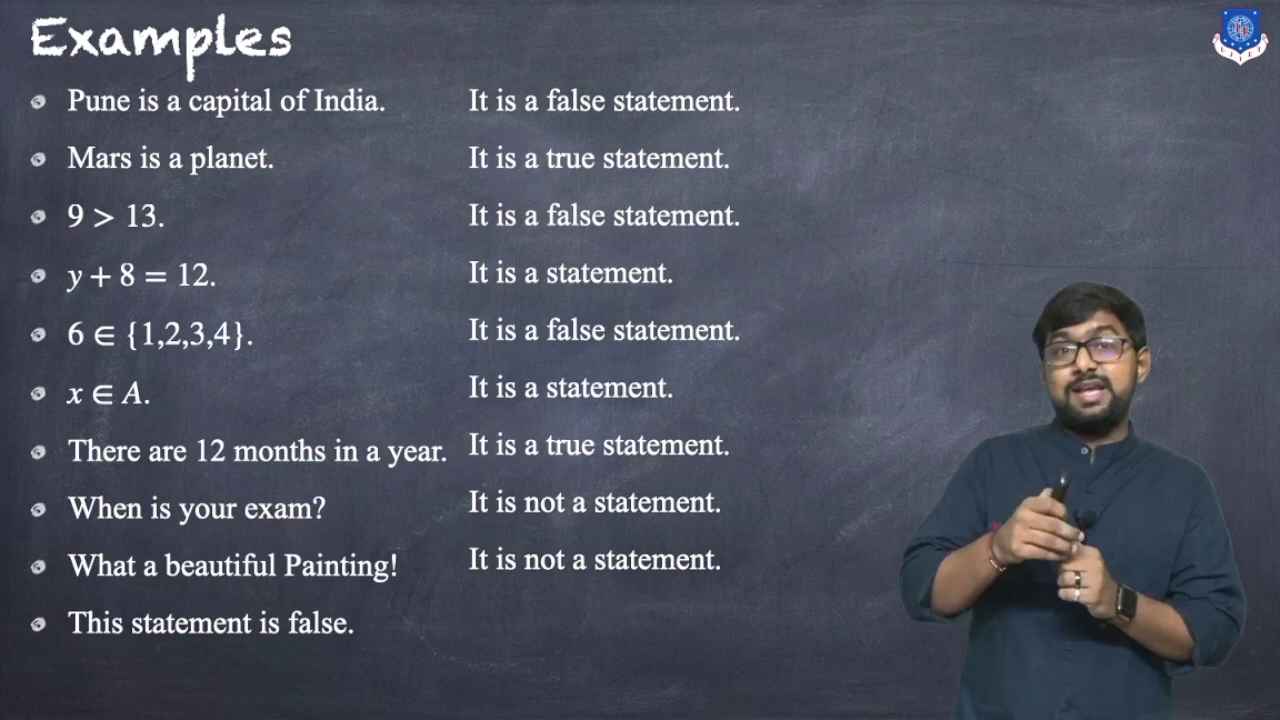 Examples
Pune is a capital of India. It is a false statement.
Mars is a planet. It is a true statement.
9 > 13. It is a false statement.
y + 8 = 12. It is a statement.
6 ∈ {1,2,3,4}. It is a false statement.
x ∈ A. It is a statement.
There are 12 months in a year. It is a true statement.
When is your exam? It is not a statement.
What a beautiful Painting! It is not a statement.
This statement is false.